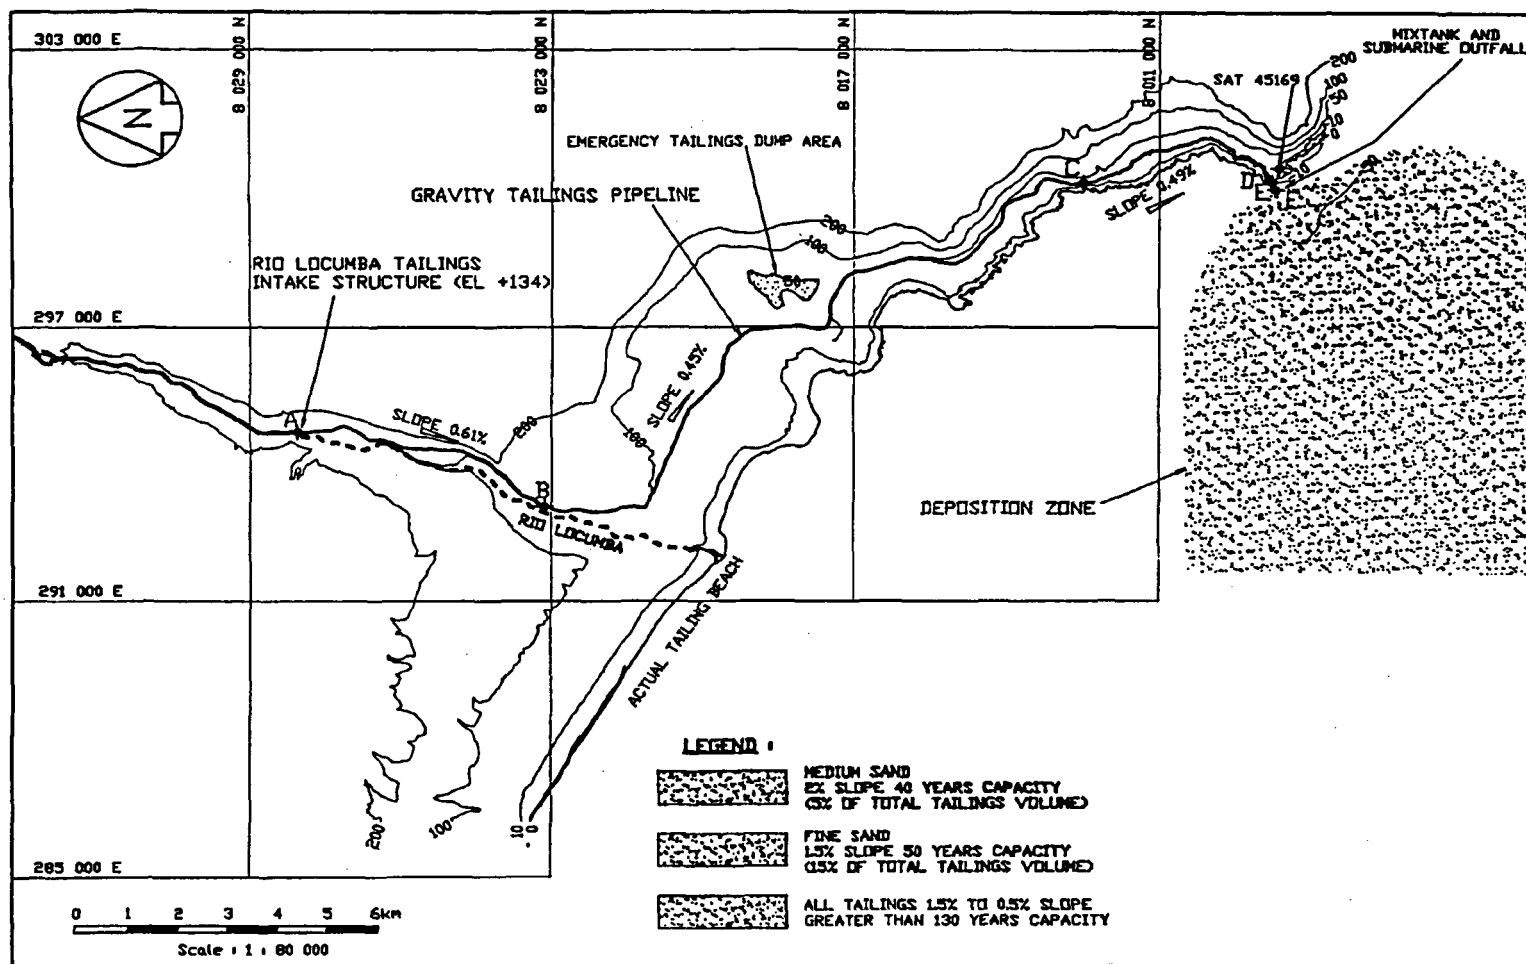 303 000 E
8 029 000 N
8 023 000 N
8 017 000 N
8 011 000 N
MIXTANK AND
SUBMARINE OUTFALL
SAT 45169
200
100
50
10
0
N
EMERGENCY TAILINGS DUMP AREA
GRAVITY TAILINGS PIPELINE
C
D
E
10
50
SLOPE 0.49%
200
100
50
RIO LOCUMBA TAILINGS
INTAKE STRUCTURE (EL +134)
297 000 E
A
SLOPE 0.61%
200
SLOPE 0.45%
100
B
RIO LOCUMBA
DEPOSITION ZONE
291 000 E
ACTUAL TAILING BEACH
200
100
10
0
285 000 E
LEGEND :
MEDIUM SAND
2% SLOPE 40 YEARS CAPACITY
(5% OF TOTAL TAILINGS VOLUME)
FINE SAND
1.5% SLOPE 50 YEARS CAPACITY
(15% OF TOTAL TAILINGS VOLUME)
ALL TAILINGS 1.5% TO 0.5% SLOPE
GREATER THAN 130 YEARS CAPACITY
0 1 2 3 4 5 6km
Scale : 1 : 80 000